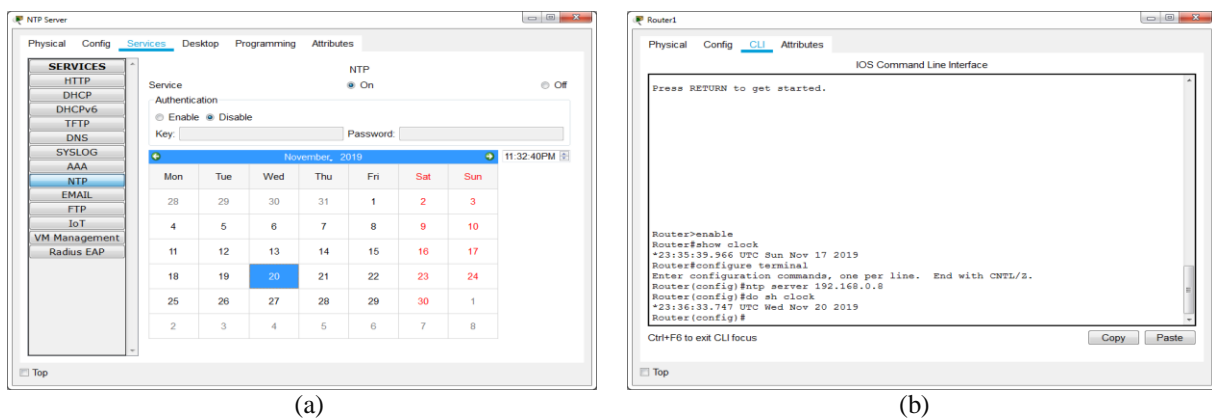 NTP Server
Physical Config Services Desktop Programming Attributes
SERVICES
HTTP
DHCP
DHCPv6
TFTP
DNS
SYSLOG
AAA
NTP
EMAIL
FTP
IoT
VM Management
Radius EAP
NTP
Service On Off
Authentication
Enable Disable
Key: Password:
November, 2019 11:32:40PM
Mon Tue Wed Thu Fri Sat Sun
28 29 30 31 1 2 3
4 5 6 7 8 9 10
11 12 13 14 15 16 17
18 19 20 21 22 23 24
25 26 27 28 29 30 1
2 3 4 5 6 7 8
Top
(a)
Router1
Physical Config CLI Attributes
IOS Command Line Interface
Press RETURN to get started.
Router>enable
Router#show clock
*23:35:39.966 UTC Sun Nov 17 2019
Router#configure terminal
Enter configuration commands, one per line. End with CNTL/Z.
Router(config)#ntp server 192.168.0.8
Router(config)#do sh clock
*23:36:33.747 UTC Wed Nov 20 2019
Router(config)#
Ctrl+F6 to exit CLI focus Copy Paste
Top
(b)